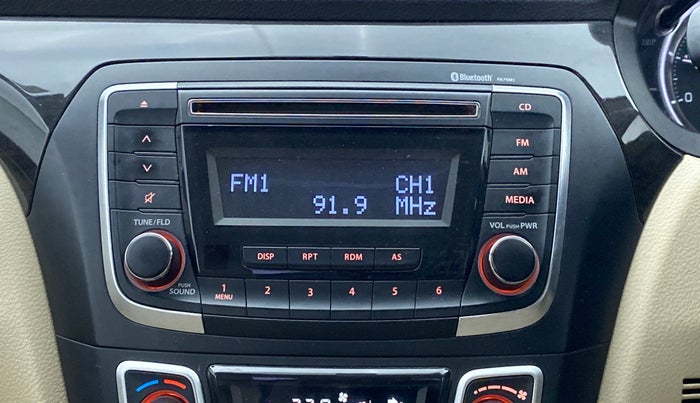 Bluetooth
CD
FM
AM
MEDIA
FM1 CH1
91.9 MHz
TUNE/FLD
VOL PUSH PWR
DISP RPT RDM AS
PUSH
SOUND
1 2 3 4 5 6
MENU
0